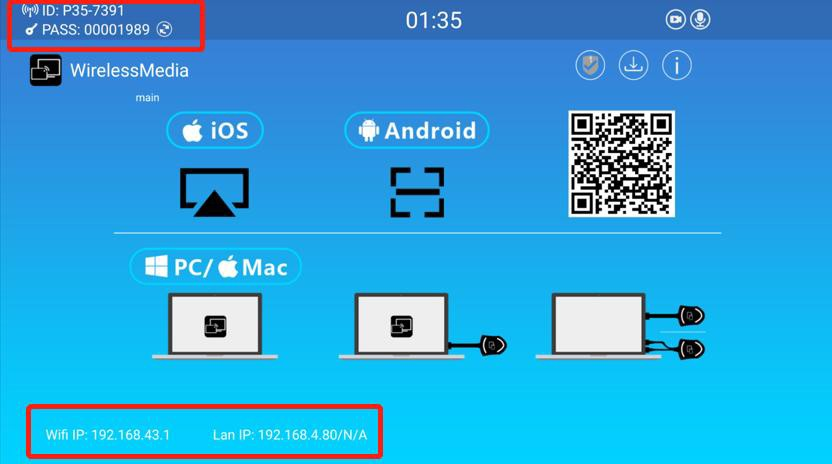 ID: P35-7391
PASS: 00001989
01:35
WirelessMedia
main
iOS
Android
PC/ Mac
Wifi IP: 192.168.43.1
Lan IP: 192.168.4.80/N/A